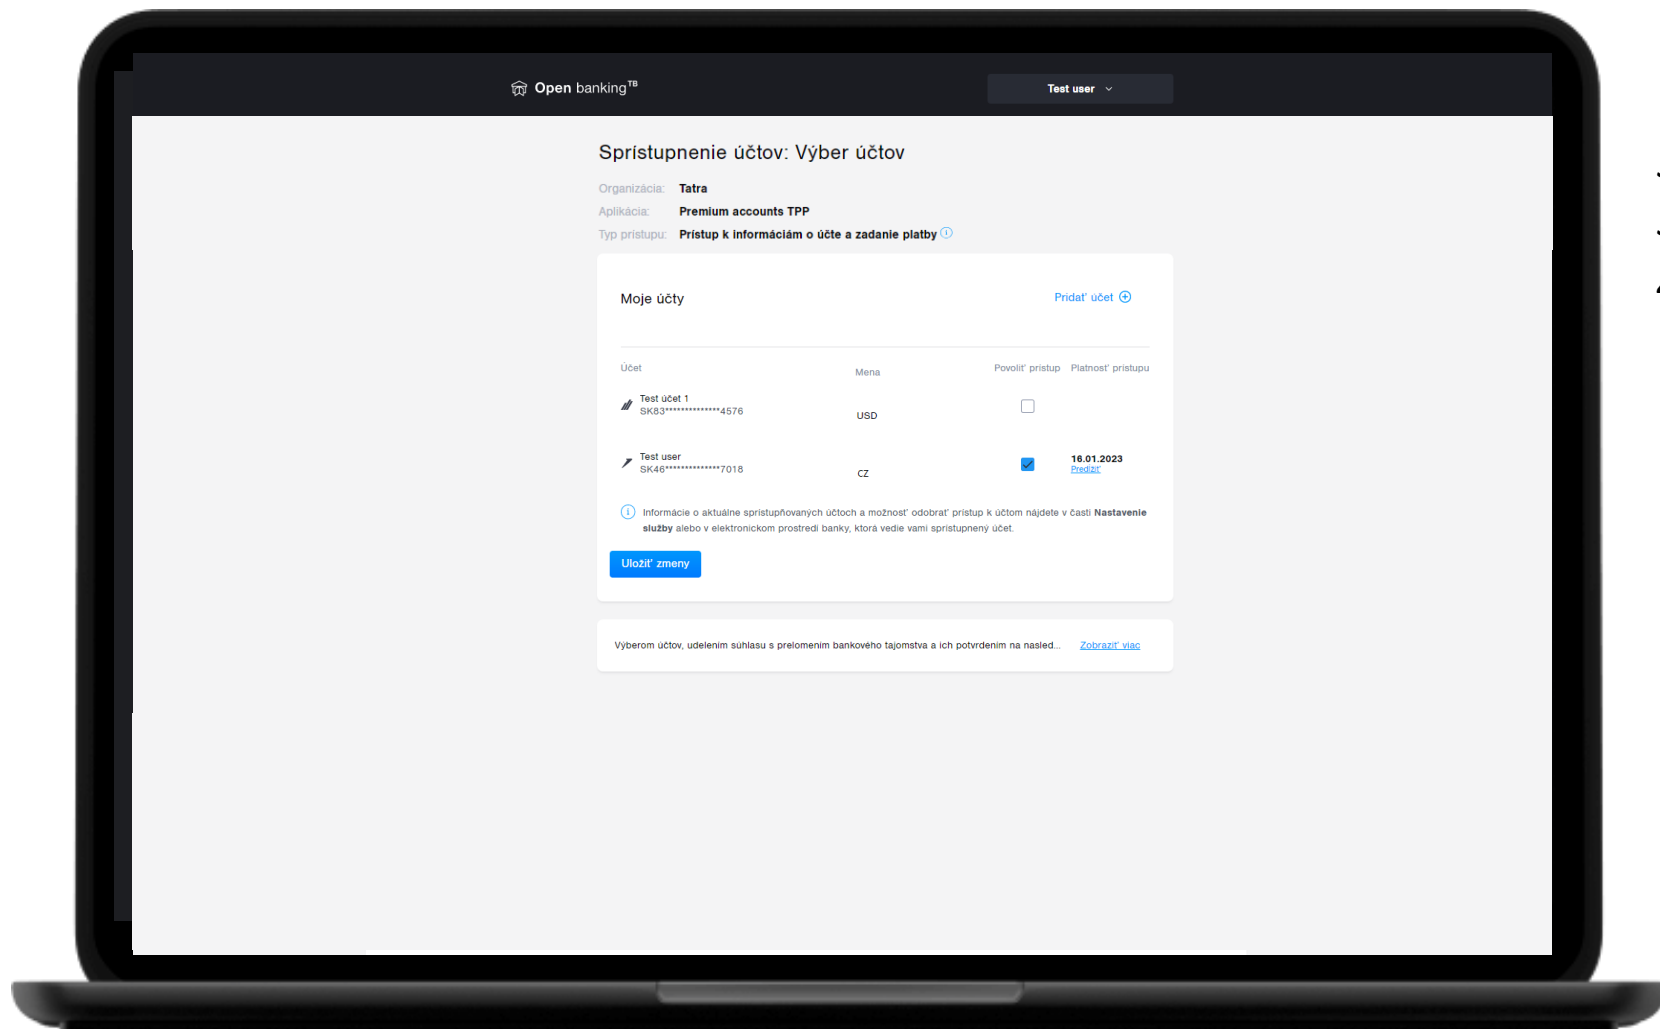 Open banking TB
Test user
Sprístupnenie účtov: Výber účtov
Organizácia: Tatra
Aplikácia: Premium accounts TPP
Typ prístupu: Prístup k informáciám o účte a zadanie platby
Moje účty
Pridať účet
Účet Mena Povoliť prístup Platnosť prístupu
Test účet 1
SK83**************4576
USD
Test user
SK46**************7018
CZ
16.01.2023
Predĺžiť
Informácie o aktuálne sprístupňovaných účtoch a možnosť odobrať prístup k účtom nájdete v časti Nastavenie
služby alebo v elektronickom prostredí banky, ktorá vedie vami sprístupnený účet.
Uložiť zmeny
Výberom účtov, udelením súhlasu s prelomením bankového tajomstva a ich potvrdením na nasled... Zobraziť viac